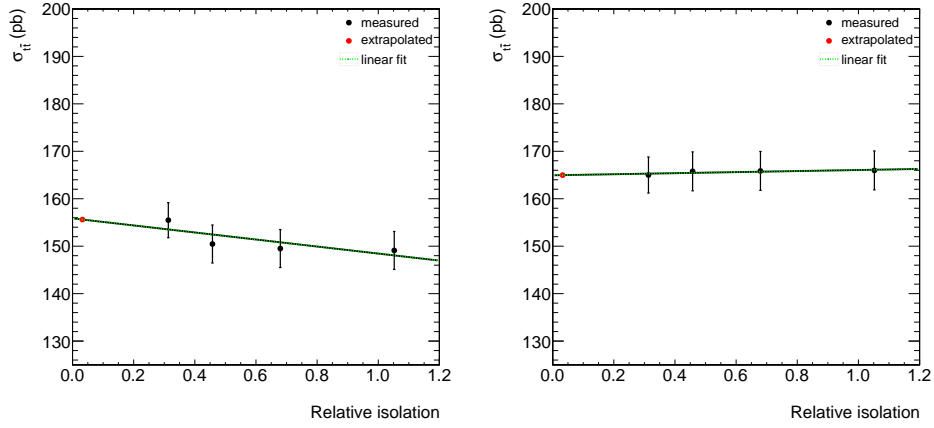 σtt̄ (pb)
200
190
180
170
160
150
140
130
0.0 0.2 0.4 0.6 0.8 1.0 1.2
Relative isolation
measured
extrapolated
linear fit
σtt̄ (pb)
200
190
180
170
160
150
140
130
0.0 0.2 0.4 0.6 0.8 1.0 1.2
Relative isolation
measured
extrapolated
linear fit